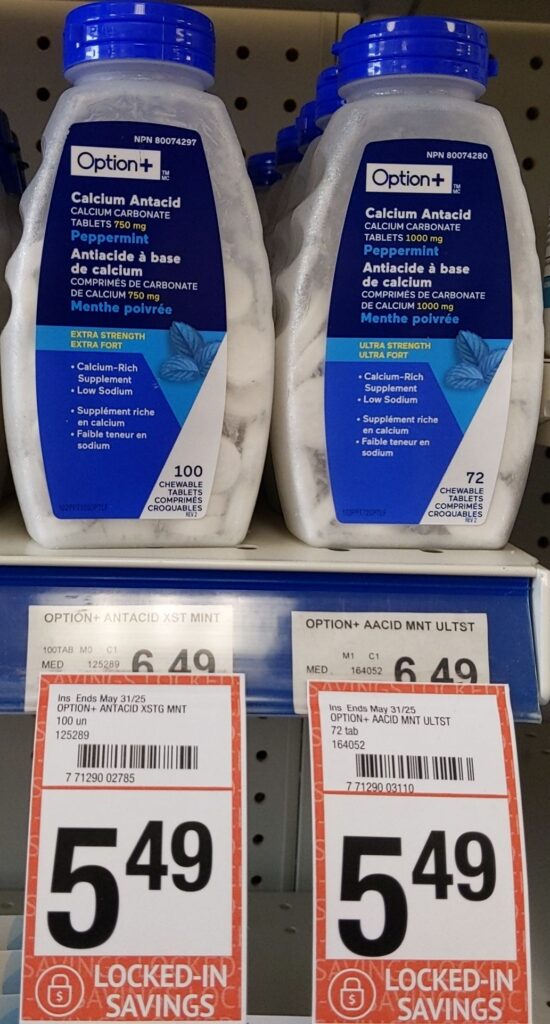 NPN 80074297
Option+ TM MC
Calcium Antacid
CALCIUM CARBONATE
TABLETS 750 mg
Peppermint
Antiacide à base
de calcium
COMPRIMÉS DE CARBONATE
DE CALCIUM 750 mg
Menthe poivrée
EXTRA STRENGTH
EXTRA FORT
• Calcium-Rich
Supplement
• Low Sodium
• Supplément riche
en calcium
• Faible teneur en
sodium
100
CHEWABLE
TABLETS
COMPRIMÉS
CROQUABLES
REV 2
NPN 80074280
Option+ TM MC
Calcium Antacid
CALCIUM CARBONATE
TABLETS 1000 mg
Peppermint
Antiacide à base
de calcium
COMPRIMÉS DE CARBONATE
DE CALCIUM 1000 mg
Menthe poivrée
ULTRA STRENGTH
ULTRA FORT
• Calcium-Rich
Supplement
• Low Sodium
• Supplément riche
en calcium
• Faible teneur en
sodium
72
CHEWABLE
TABLETS
COMPRIMÉS
CROQUABLES
REV 2
OPTION+ ANTACID XST MINT
100TAB M0 C1
MED 125289 6.49
OPTION+ AACID MNT ULTST
M1 C1
MED 164052 6.49
Ins Ends May 31/25
OPTION+ ANTACID XSTG MNT
100 un
125289
7 71290 02785
5 49
LOCKED-IN
SAVINGS
Ins Ends May 31/25
OPTION+ AACID MNT ULTST
72 tab
164052
7 71290 03110
5 49
LOCKED-IN
SAVINGS